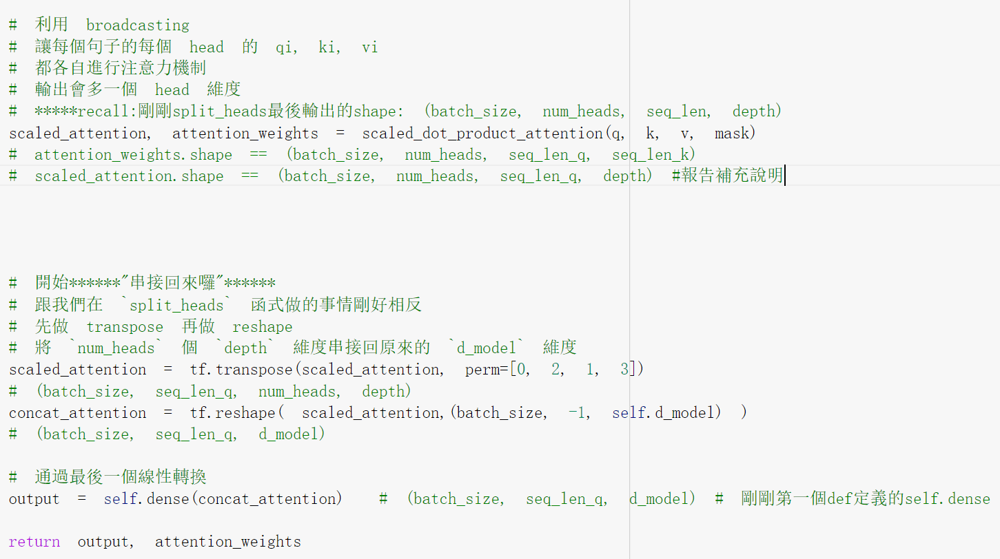 # 利用 broadcasting
# 讓每個句子的每個 head 的 qi, ki, vi
# 都各自進行注意力機制
# 輸出會多一個 head 維度
# *****recall:剛剛split_heads最後輸出的shape: (batch_size, num_heads, seq_len, depth)
scaled_attention, attention_weights = scaled_dot_product_attention(q, k, v, mask)
# attention_weights.shape == (batch_size, num_heads, seq_len_q, seq_len_k)
# scaled_attention.shape == (batch_size, num_heads, seq_len_q, depth) #報告補充說明
# 開始******"串接回來囉"******
# 跟我們在 `split_heads` 函式做的事情剛好相反
# 先做 transpose 再做 reshape
# 將 `num_heads` 個 `depth` 維度串接回原來的 `d_model` 維度
scaled_attention = tf.transpose(scaled_attention, perm=[0, 2, 1, 3])
# (batch_size, seq_len_q, num_heads, depth)
concat_attention = tf.reshape( scaled_attention,(batch_size, -1, self.d_model) )
# (batch_size, seq_len_q, d_model)
# 通過最後一個線性轉換
output = self.dense(concat_attention) # (batch_size, seq_len_q, d_model) # 剛剛第一個def定義的self.dense
return output, attention_weights